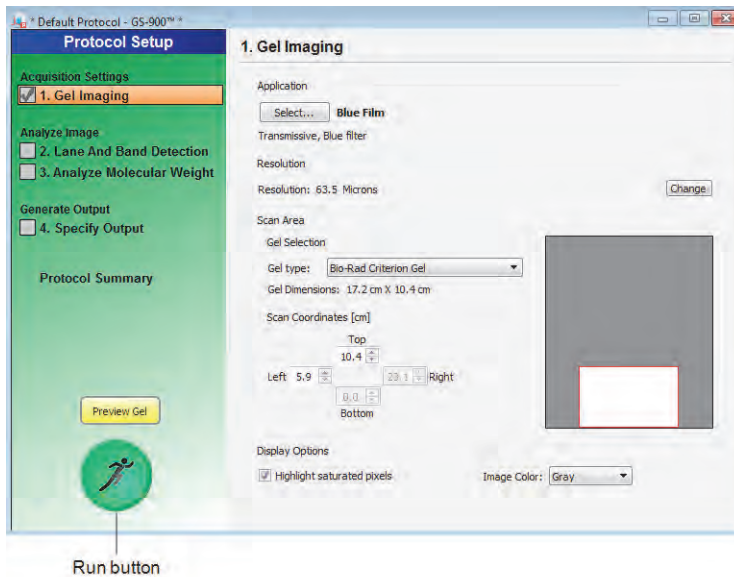 * Default Protocol - GS-900™ *
Protocol Setup
Acquisition Settings
1. Gel Imaging
Analyze Image
2. Lane And Band Detection
3. Analyze Molecular Weight
Generate Output
4. Specify Output
Protocol Summary
Preview Gel
Run button
1. Gel Imaging
Application
Select... Blue Film
Transmissive, Blue filter
Resolution
Resolution: 63.5 Microns Change
Scan Area
Gel Selection
Gel type: Bio-Rad Criterion Gel
Gel Dimensions: 17.2 cm X 10.4 cm
Scan Coordinates [cm]
Top
10.4
Left 5.9 23.1 Right
0.0
Bottom
Display Options
Highlight saturated pixels Image Color: Gray